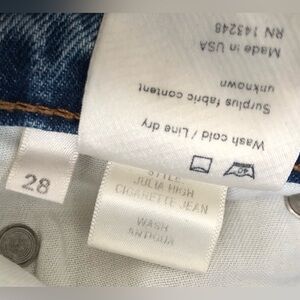 Wash cold / Line dry
Surplus fabric content
unknown
Made in USA
RN 143248
28
STYLE
JULIA HIGH
CIGARETTE JEAN
WASH
ANTIQUA